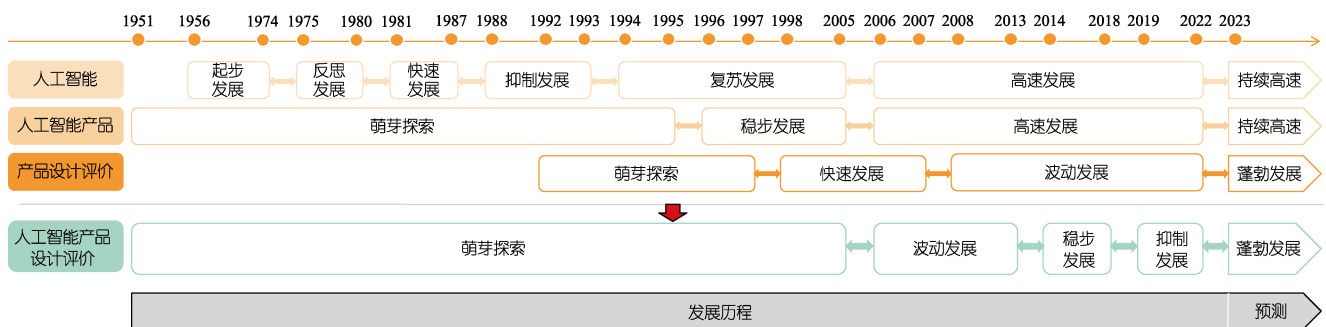 1951 1956 1974 1975 1980 1981 1987 1988 1992 1993 1994 1995 1996 1997 1998 2005 2006 2007 2008 2013 2014 2018 2019 2022 2023
人工智能
起步
发展
反思
发展
快速
发展
抑制发展
复苏发展
高速发展
持续高速
人工智能产品
萌芽探索
稳步发展
高速发展
持续高速
产品设计评价
萌芽探索
快速发展
波动发展
蓬勃发展
人工智能产品
设计评价
萌芽探索
波动发展
稳步
发展
抑制
发展
蓬勃发展
发展历程
预测